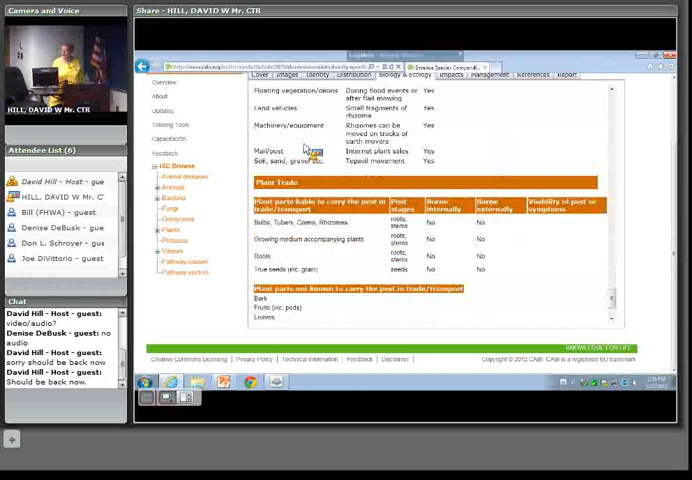 Camera and Voice
HILL, DAVID W Mr. CTR
Attendee List (6)
David Hill - Host - gue
HILL, DAVID W Mr. C
Bill (FHWA) - guest
Denise DeBusk - guest
Don L. Schroyer - gue
Joe DiVittorio - guest
Chat
David Hill - Host - guest:
video/audio?
Denise DeBusk - guest: no
audio
David Hill - Host - guest:
sorry should be back now
David Hill - Host - guest:
Should be back now.
Share - HILL, DAVID W Mr. CTR
Cover Images Identity Distribution Biology & Ecology Impacts Management References Report
Overview
About
Updates
Training Tools
Feedback
ISC Browse
Animal diseases
Animals
Bacteria
Fungi
Oomycetes
Plants
Protozoa
Viruses
Pathway causes
Pathway vectors
Floating vegetation/debris During flood events or Yes
after flail mowing
Land vehicles Small fragments of Yes
rhizome
Machinery/equipment Rhizomes can be Yes
moved on tracks of
earth movers
Mail/post Internet plant sales Yes
Soil, sand, gravel etc. Topsoil movement Yes
Plant Trade
Plant parts liable to carry the pest in trade/transport Pest stages Borne internally Borne externally Visibility of pest or symptoms
Bulbs, Tubers, Corms, Rhizomes roots, stems No No
Growing medium accompanying plants roots, stems No No
Roots roots, stems No No
True seeds (inc. grain) seeds No No
Plant parts not known to carry the pest in trade/transport
Bark
Fruits (inc. pods)
Leaves
KNOWLEDGE FOR LIFE
Creative Commons Licensing | Privacy Policy | Technical Information | Feedback | Disclaimer
Copyright © 2012 CABI. CABI is a registered EU trademark